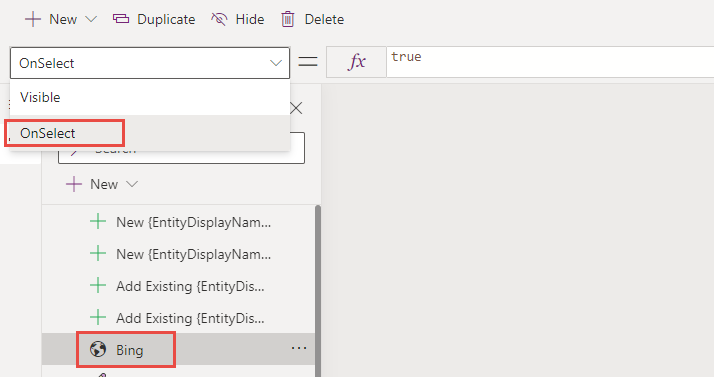 New Duplicate Hide Delete
OnSelect = fx true
Visible
OnSelect
Search
New
New {EntityDisplayNam...
New {EntityDisplayNam...
Add Existing {EntityDis...
Add Existing {EntityDis...
Bing ...